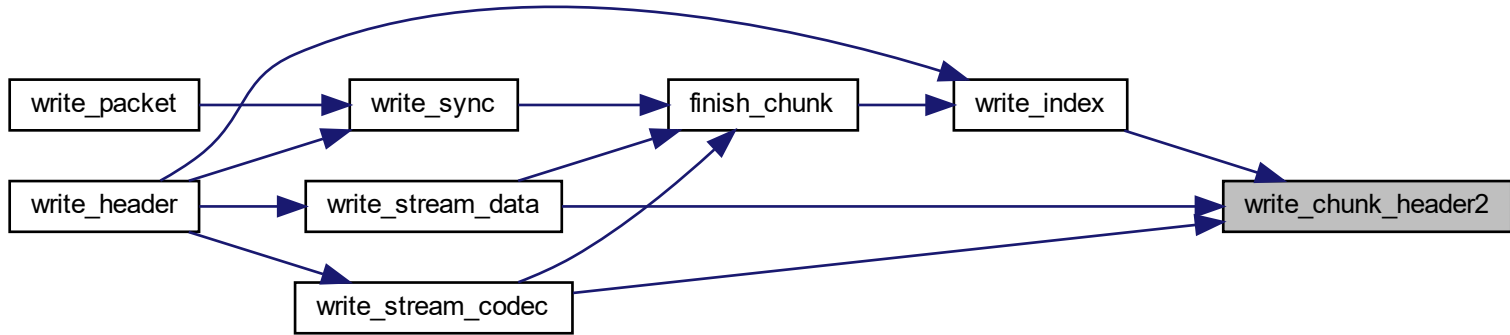 write_packet
write_sync
finish_chunk
write_index
write_header
write_stream_data
write_chunk_header2
write_stream_codec